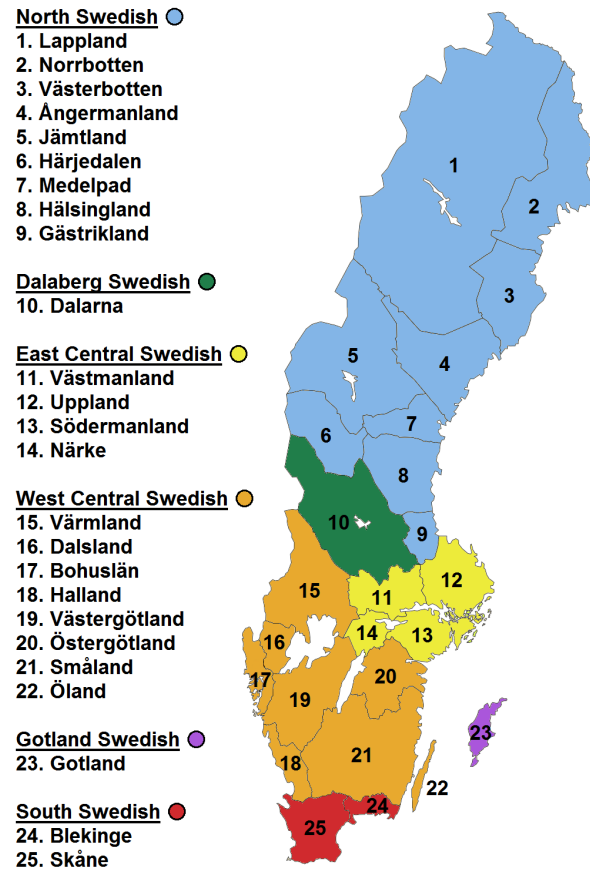 North Swedish
1. Lappland
2. Norrbotten
3. Västerbotten
4. Ångermanland
5. Jämtland
6. Härjedalen
7. Medelpad
8. Hälsingland
9. Gästrikland
Dalaberg Swedish
10. Dalarna
East Central Swedish
11. Västmanland
12. Uppland
13. Södermanland
14. Närke
West Central Swedish
15. Värmland
16. Dalsland
17. Bohuslän
18. Halland
19. Västergötland
20. Östergötland
21. Småland
22. Öland
Gotland Swedish
23. Gotland
South Swedish
24. Blekinge
25. Skåne
1
2
3
5
4
7
6
8
10
9
12
15
11
14
13
16
20
17
19
23
21
18
22
24
25